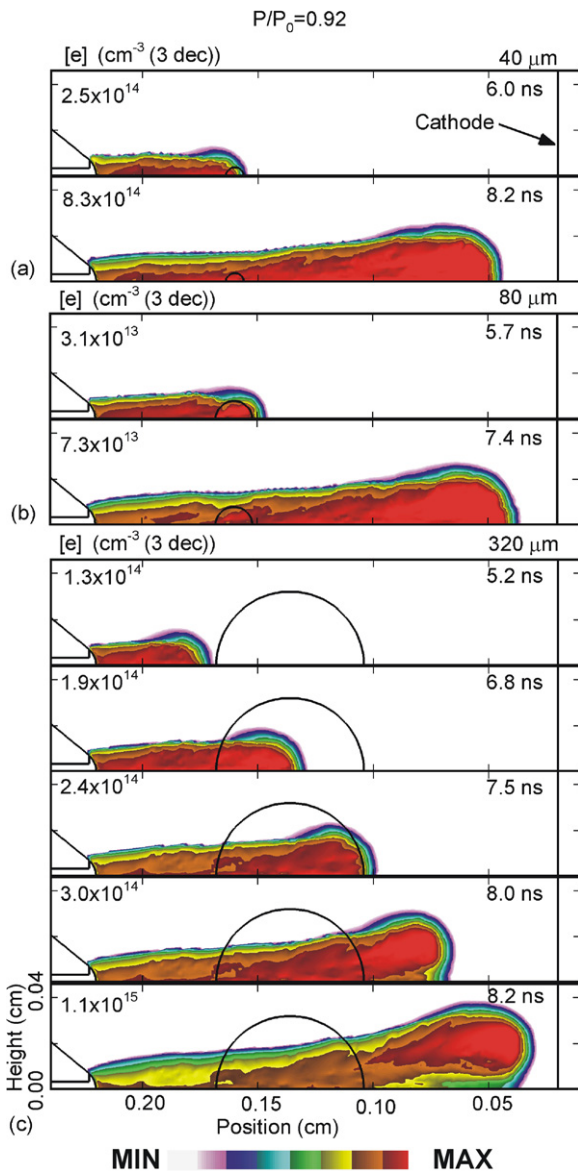 P/P₀=0.92
[e] (cm⁻³ (3 dec)) 40 µm
2.5x10¹⁴ 6.0 ns
Cathode
8.3x10¹⁴ 8.2 ns
(a)
[e] (cm⁻³ (3 dec)) 80 µm
3.1x10¹³ 5.7 ns
7.3x10¹³ 7.4 ns
(b)
[e] (cm⁻³ (3 dec)) 320 µm
1.3x10¹⁴ 5.2 ns
1.9x10¹⁴ 6.8 ns
2.4x10¹⁴ 7.5 ns
3.0x10¹⁴ 8.0 ns
1.1x10¹⁵ 8.2 ns
Height (cm)
0.00 0.04
(c)
0.20 0.15 0.10 0.05
Position (cm)
MIN MAX